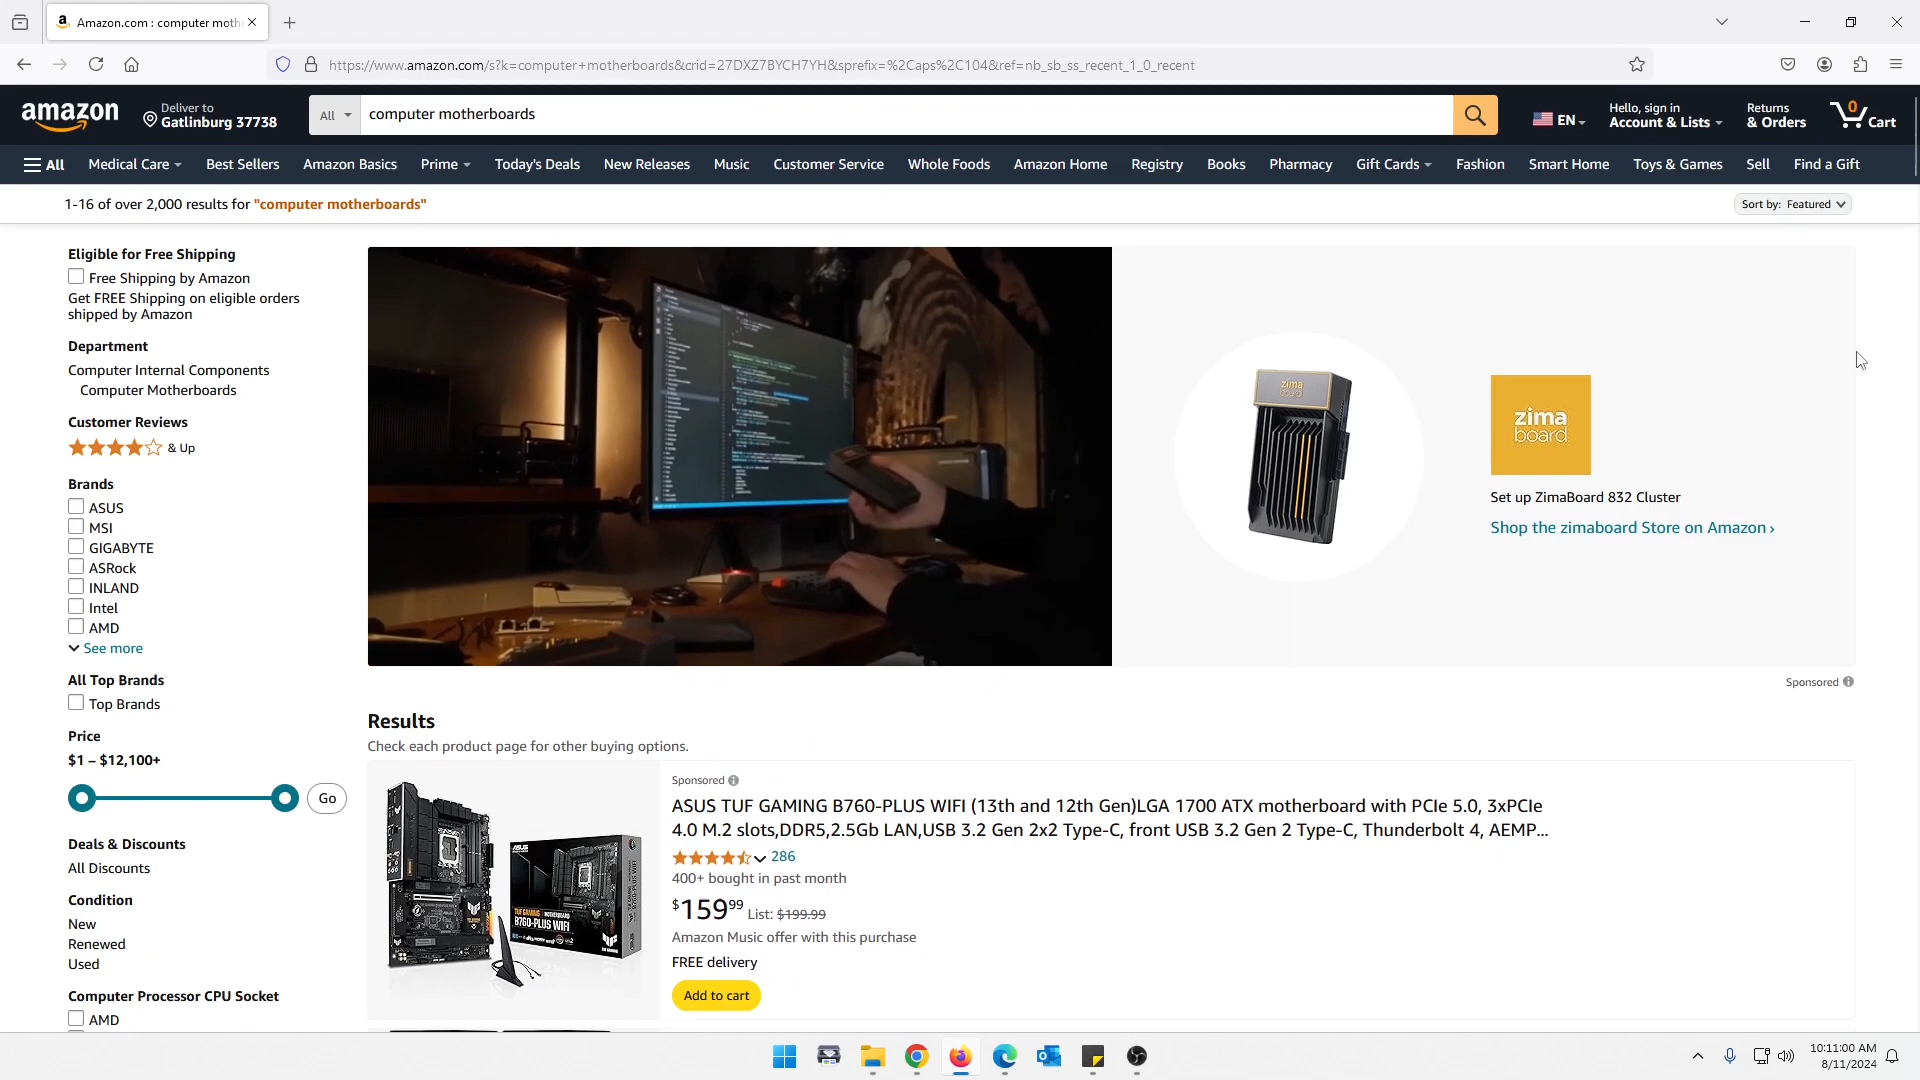 Amazon.com : computer moth
https://www.amazon.com/s?k=computer+motherboards&crid=27DXZ7BYCH7YH&sprefix=%2Caps%2C104&ref=nb_sb_ss_recent_1_0_recent
amazon
Deliver to
Gatlinburg 37738
All
computer motherboards
EN
Hello, sign in
Account & Lists
Returns
& Orders
0
Cart
All
Medical Care
Best Sellers
Amazon Basics
Prime
Today's Deals
New Releases
Music
Customer Service
Whole Foods
Amazon Home
Registry
Books
Pharmacy
Gift Cards
Fashion
Smart Home
Toys & Games
Sell
Find a Gift
1-16 of over 2,000 results for "computer motherboards"
Sort by: Featured
Eligible for Free Shipping
Free Shipping by Amazon
Get FREE Shipping on eligible orders
shipped by Amazon
Department
Computer Internal Components
Computer Motherboards
Customer Reviews
& Up
Brands
ASUS
MSI
GIGABYTE
ASRock
INLAND
Intel
AMD
See more
All Top Brands
Top Brands
Price
$1 – $12,100+
Go
Deals & Discounts
All Discounts
Condition
New
Renewed
Used
Computer Processor CPU Socket
AMD
zima
board
zima
board
Set up ZimaBoard 832 Cluster
Shop the zimaboard Store on Amazon ›
Sponsored
Results
Check each product page for other buying options.
ASUS
TUF GAMING
B760-PLUS WIFI
Sponsored
ASUS TUF GAMING B760-PLUS WIFI (13th and 12th Gen)LGA 1700 ATX motherboard with PCIe 5.0, 3xPCIe
4.0 M.2 slots,DDR5,2.5Gb LAN,USB 3.2 Gen 2x2 Type-C, front USB 3.2 Gen 2 Type-C, Thunderbolt 4, AEMP...
286
400+ bought in past month
$159.99 List: $199.99
Amazon Music offer with this purchase
FREE delivery
Add to cart
10:11:00 AM
8/11/2024